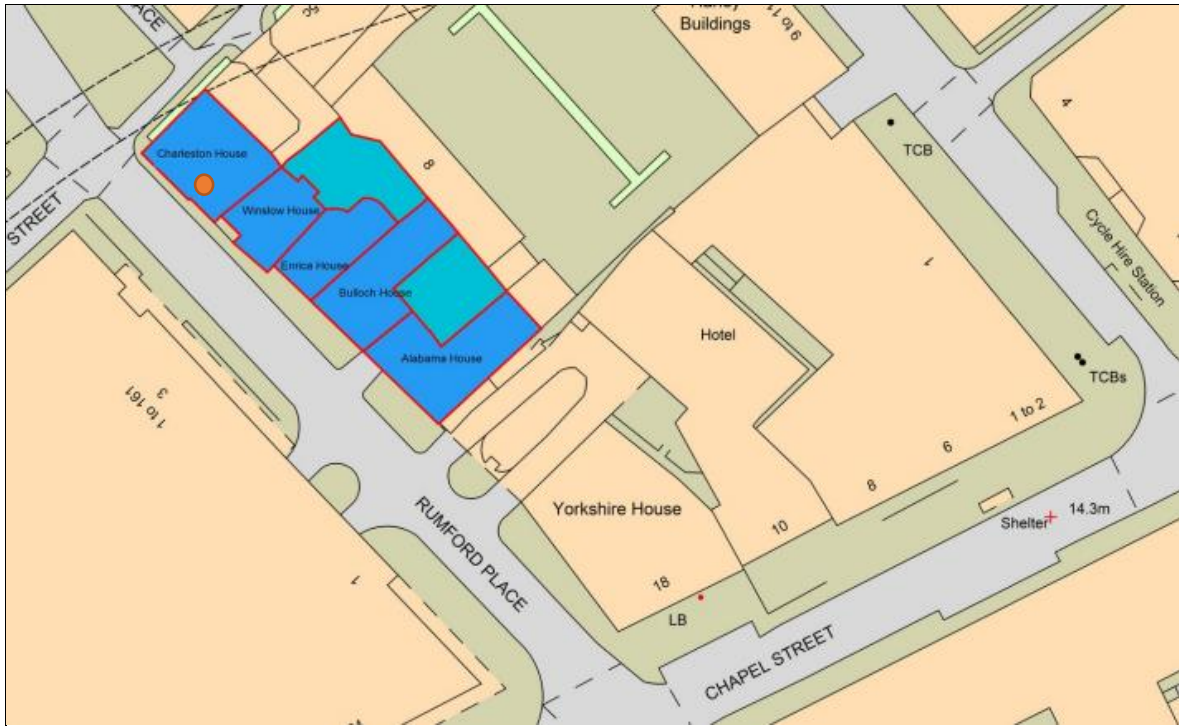 PLACE
Buildings
9 to 11
4
TCB
Charleston House
8
STREET
Winslow House
Cycle Hire Station
Enrica House
1
Bulloch House
Hotel
Alabama House
TCBs
1 to 161
3
1 to 2
6
8
Yorkshire House
RUMFORD PLACE
10
Shelter
14.3m
1
18
LB
CHAPEL STREET